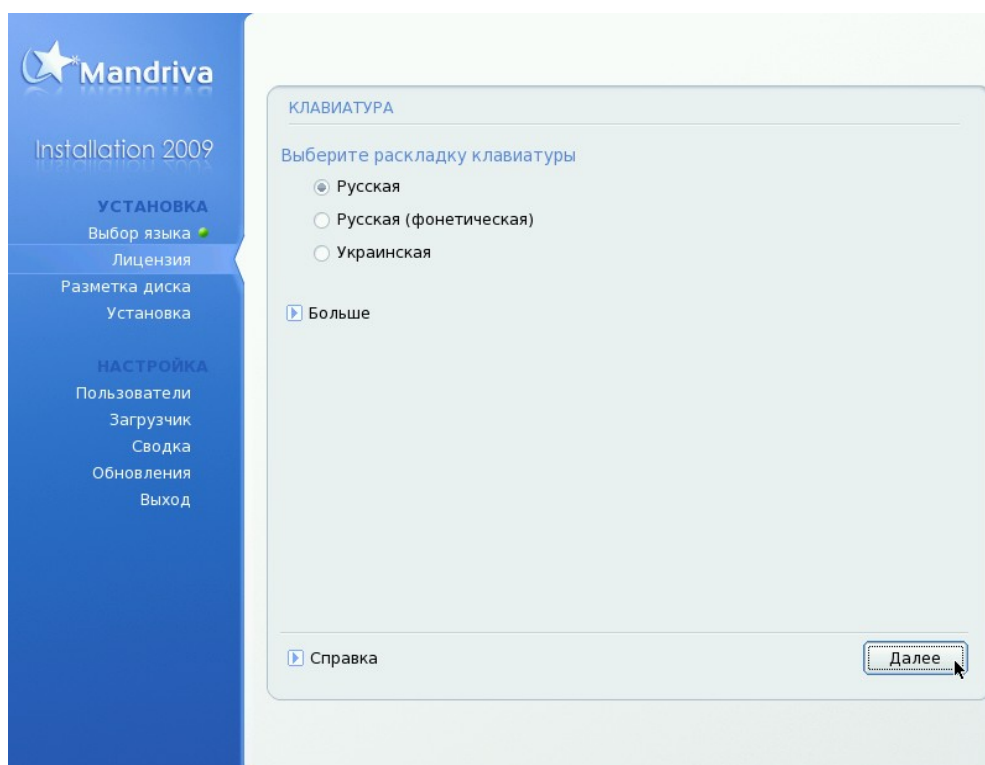 Mandriva
Installation 2009
УСТАНОВКА
Выбор языка
Лицензия
Разметка диска
Установка
НАСТРОЙКА
Пользователи
Загрузчик
Сводка
Обновления
Выход
КЛАВИАТУРА
Выберите раскладку клавиатуры
Русская
Русская (фонетическая)
Украинская
Больше
Справка
Далее